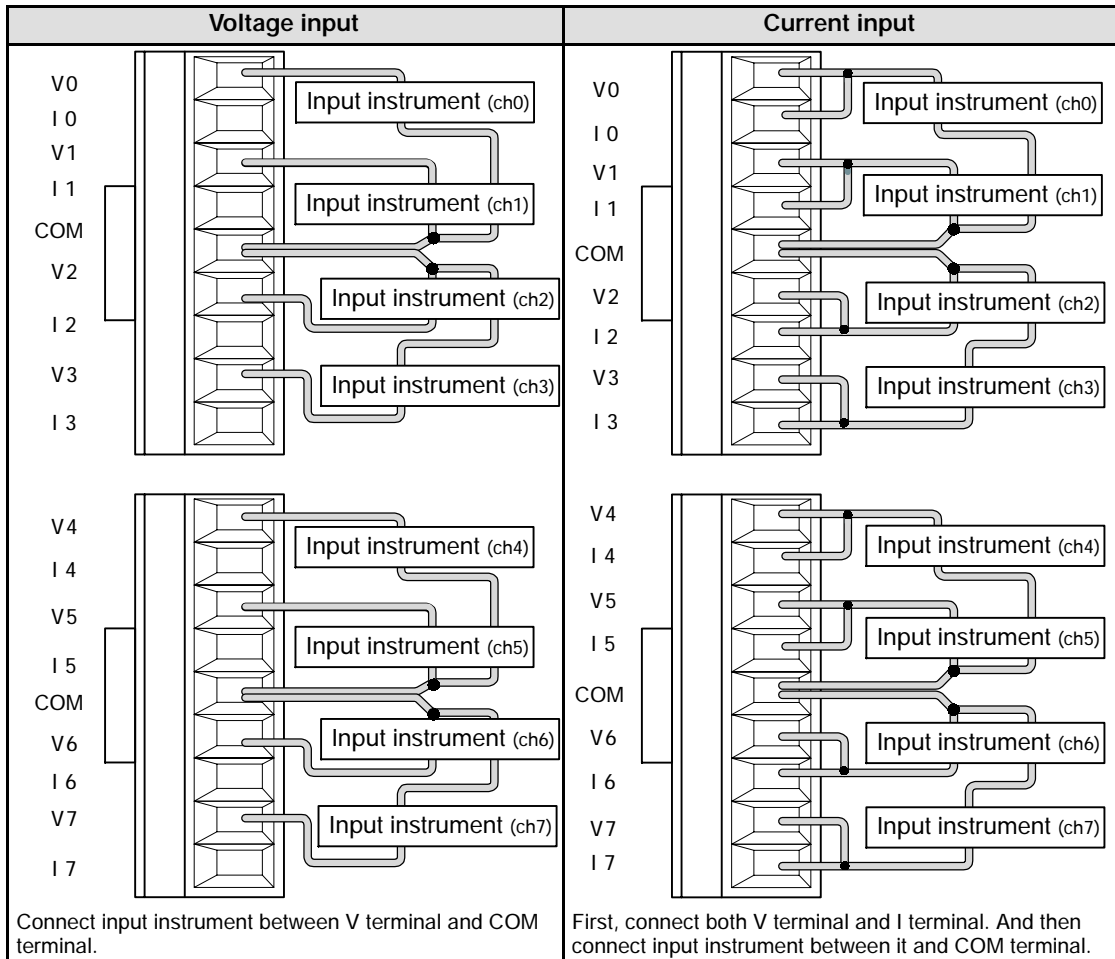 Voltage input
V0
I 0
V1
I 1
COM
V2
I 2
V3
I 3
Input instrument (ch0)
Input instrument (ch1)
Input instrument (ch2)
Input instrument (ch3)
V4
I 4
V5
I 5
COM
V6
I 6
V7
I 7
Input instrument (ch4)
Input instrument (ch5)
Input instrument (ch6)
Input instrument (ch7)
Connect input instrument between V terminal and COM
terminal.
Current input
V0
I 0
V1
I 1
COM
V2
I 2
V3
I 3
Input instrument (ch0)
Input instrument (ch1)
Input instrument (ch2)
Input instrument (ch3)
V4
I 4
V5
I 5
COM
V6
I 6
V7
I 7
Input instrument (ch4)
Input instrument (ch5)
Input instrument (ch6)
Input instrument (ch7)
First, connect both V terminal and I terminal. And then
connect input instrument between it and COM terminal.